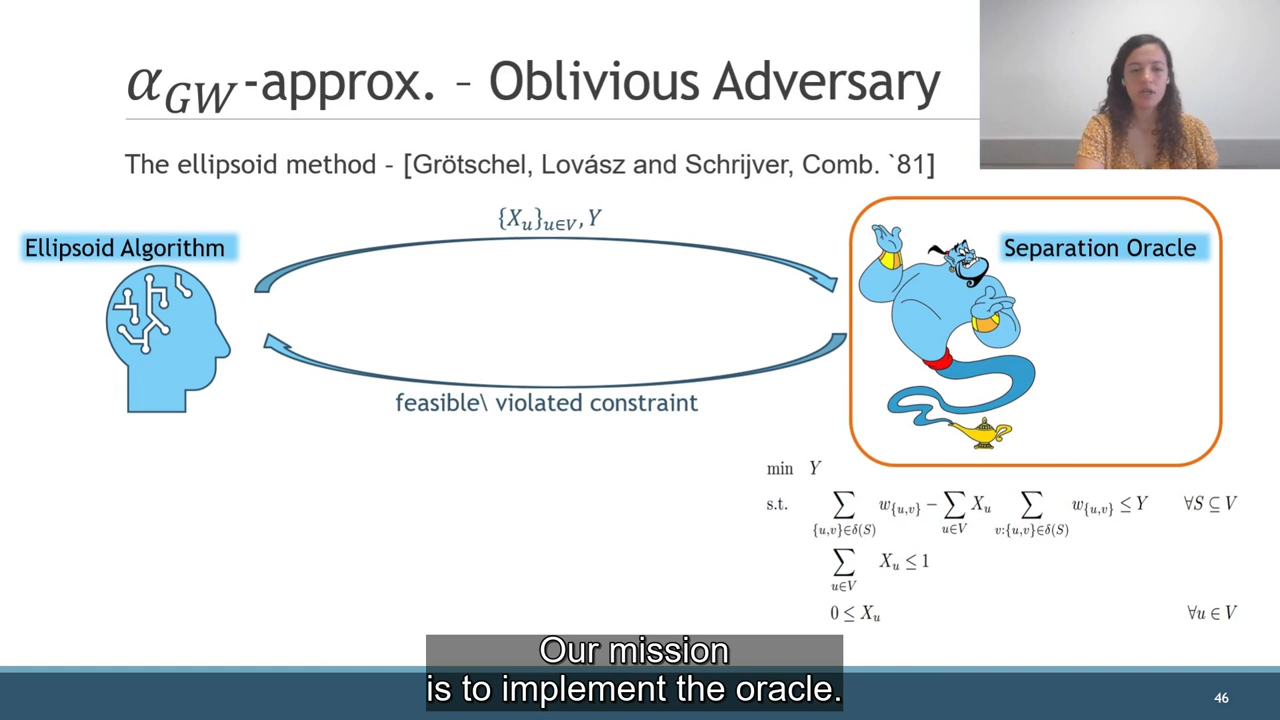 α_GW-approx. – Oblivious Adversary
The ellipsoid method - [Grötschel, Lovász and Schrijver, Comb. `81]
{X_u}_{u∈V}, Y
Ellipsoid Algorithm
Separation Oracle
feasible\ violated constraint
min Y
s.t. ∑_{{u,v}∈δ(S)} w_{{u,v}} − ∑_{u∈V} X_u ∑_{v:{u,v}∈δ(S)} w_{{u,v}} ≤ Y ∀S ⊆ V
∑_{u∈V} X_u ≤ 1
0 ≤ X_u ∀u ∈ V
Our mission
is to implement the oracle.
46